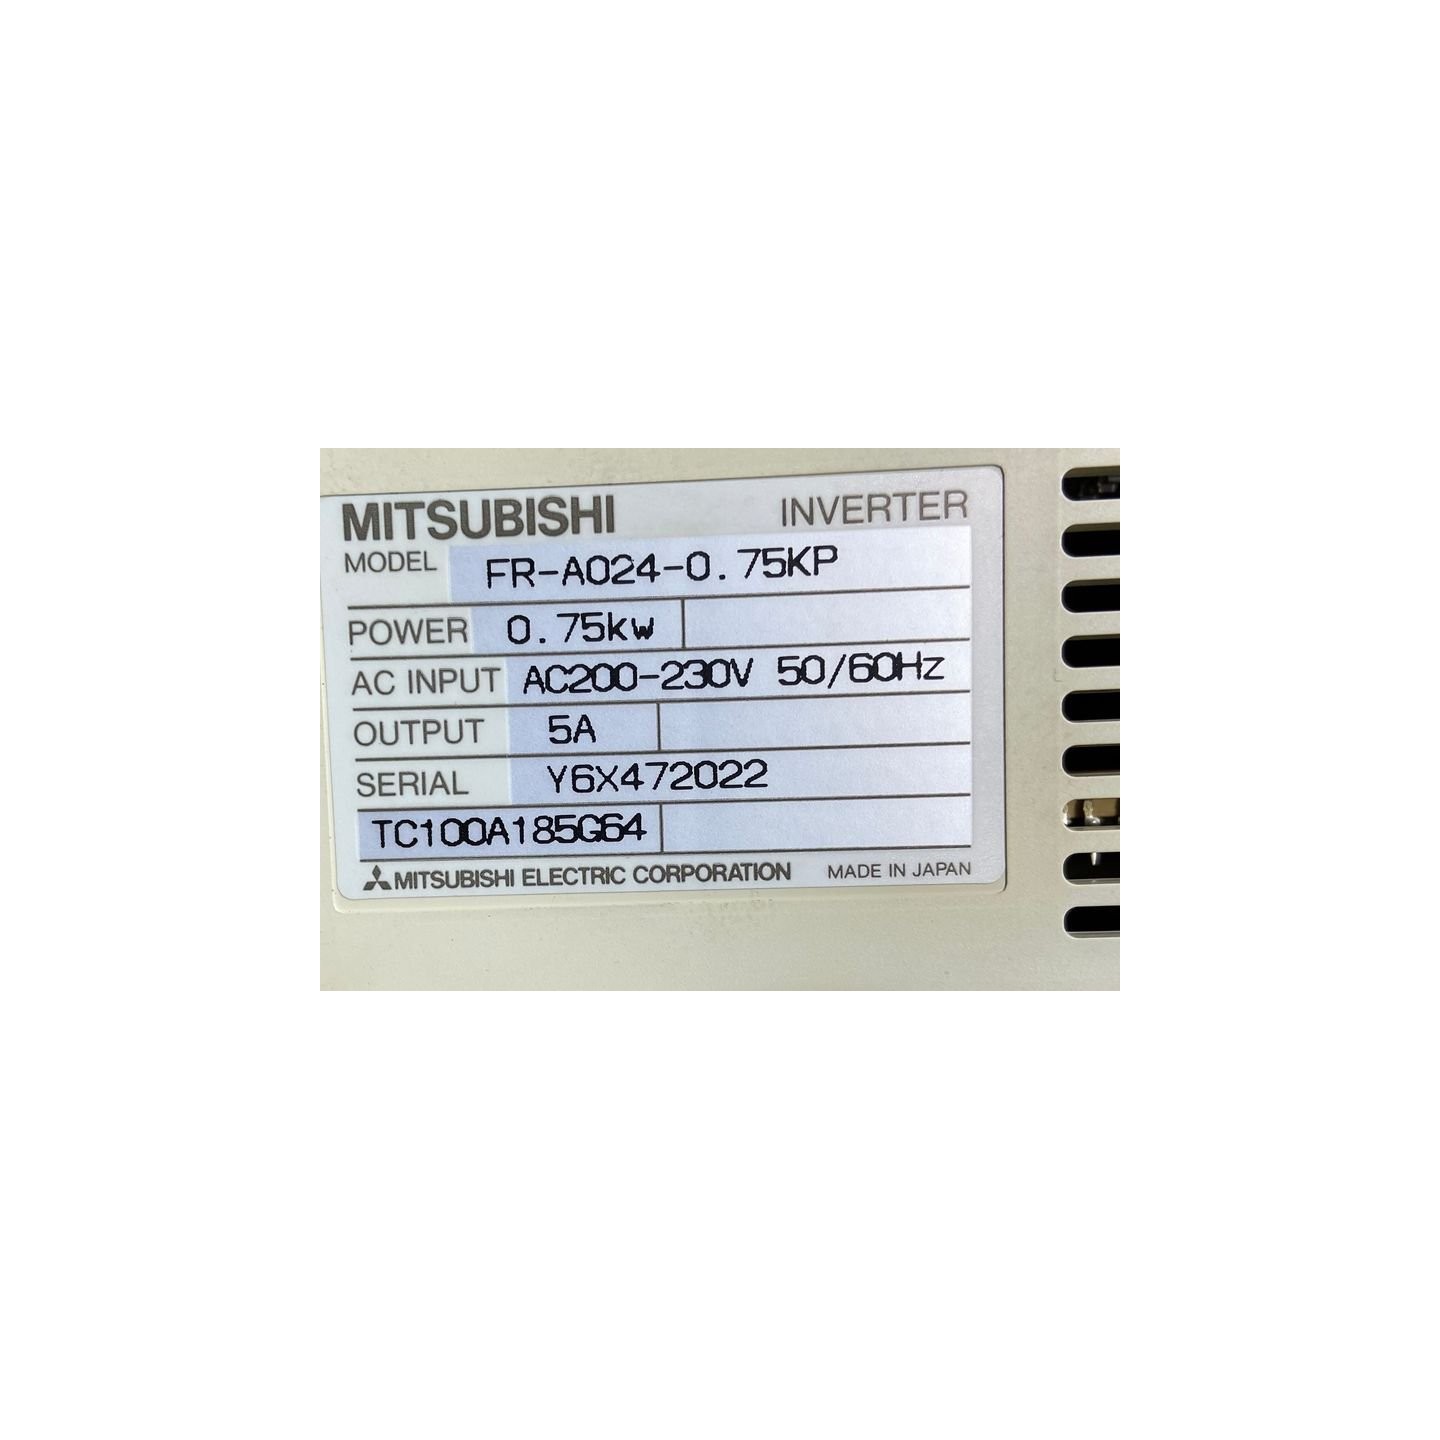 MITSUBISHI INVERTER
MODEL FR-A024-0.75KP
POWER 0.75kw
AC INPUT AC200-230V 50/60Hz
OUTPUT 5A
SERIAL Y6X472022
TC100A185G64
MITSUBISHI ELECTRIC CORPORATION MADE IN JAPAN